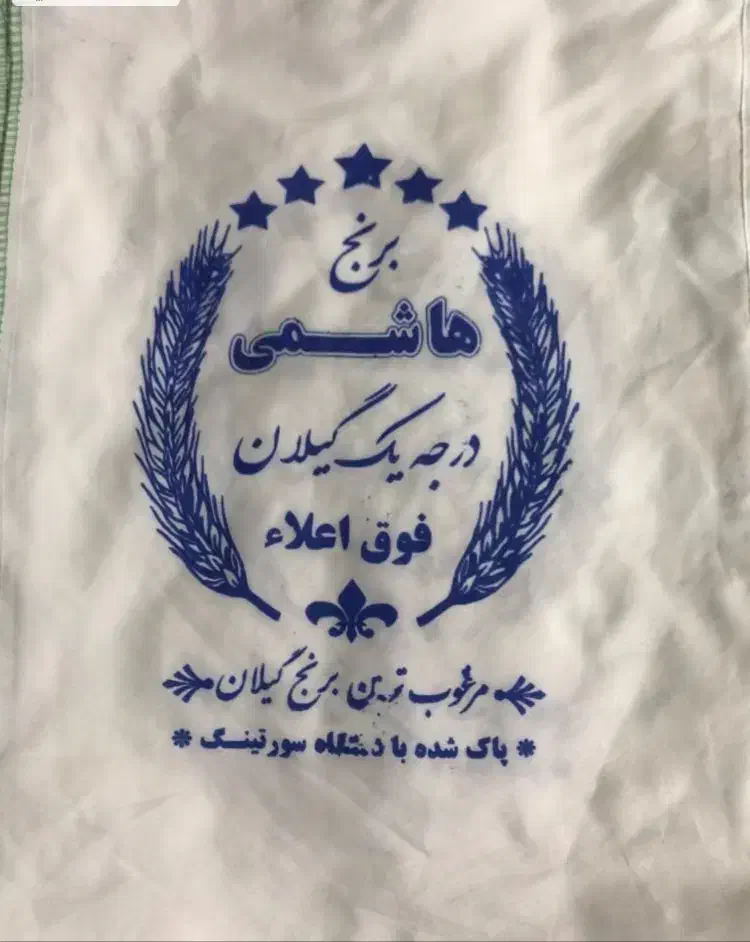 برنج
هاشمی
درجه یک گیلان
فوق اعلاء
مرغوب ترین برنج گیلان
* پاک شده با دستگاه سورتینگ *